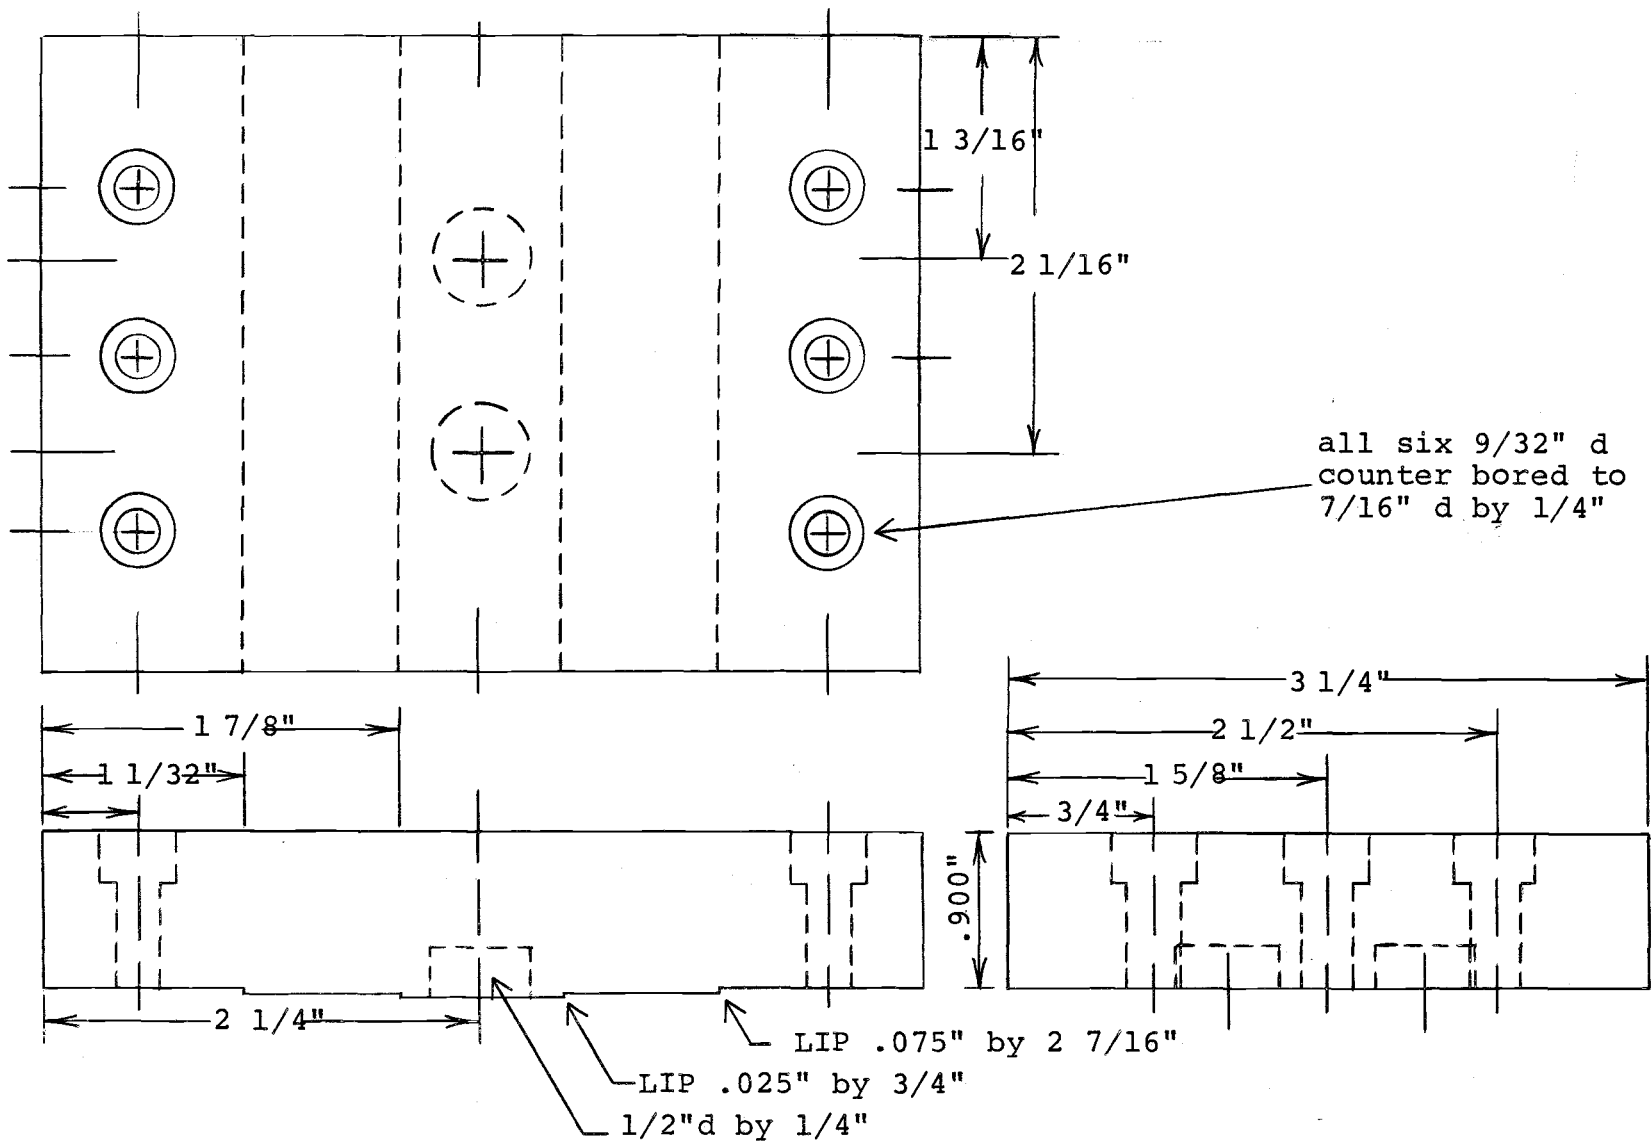 1 3/16"
2 1/16"
all six 9/32" d
counter bored to
7/16" d by 1/4"
3 1/4"
1 7/8"
2 1/2"
1 1/32"
1 5/8"
3/4"
.900"
2 1/4"
LIP .075" by 2 7/16"
LIP .025" by 3/4"
1/2"d by 1/4"